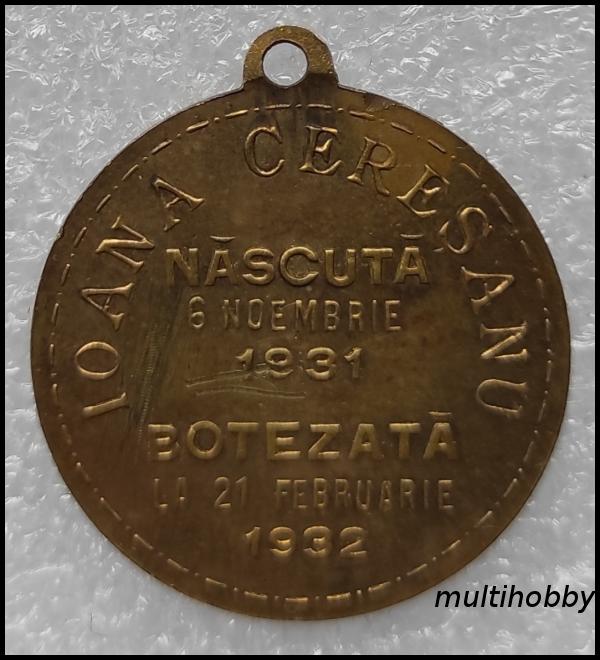 IOANA CERESANU
NĂSCUTĂ
6 NOEMBRIE
1931
BOTEZATĂ
LA 21 FEBRUARIE
1932
multihobby